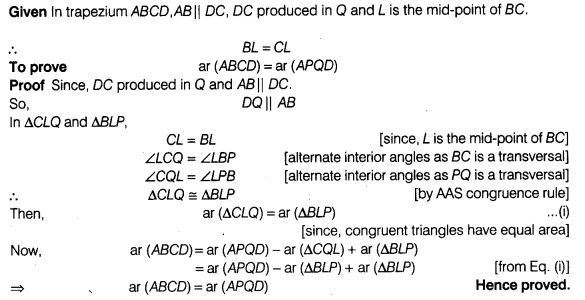 Given In trapezium ABCD, AB || DC, DC produced in Q and L is the mid-point of BC.
∴ BL = CL
To prove ar (ABCD) = ar (APQD)
Proof Since, DC produced in Q and AB || DC.
So, DQ || AB
In ΔCLQ and ΔBLP,
CL = BL [since, L is the mid-point of BC]
∠LCQ = ∠LBP [alternate interior angles as BC is a transversal]
∠CQL = ∠LPB [alternate interior angles as PQ is a transversal]
∴ ΔCLQ ≅ ΔBLP [by AAS congruence rule]
Then, ar (ΔCLQ) = ar (ΔBLP) ...(i)
[since, congruent triangles have equal area]
Now, ar (ABCD) = ar (APQD) – ar (ΔCQL) + ar (ΔBLP)
= ar (APQD) – ar (ΔBLP) + ar (ΔBLP) [from Eq. (i)]
⇒ ar (ABCD) = ar (APQD) Hence proved.